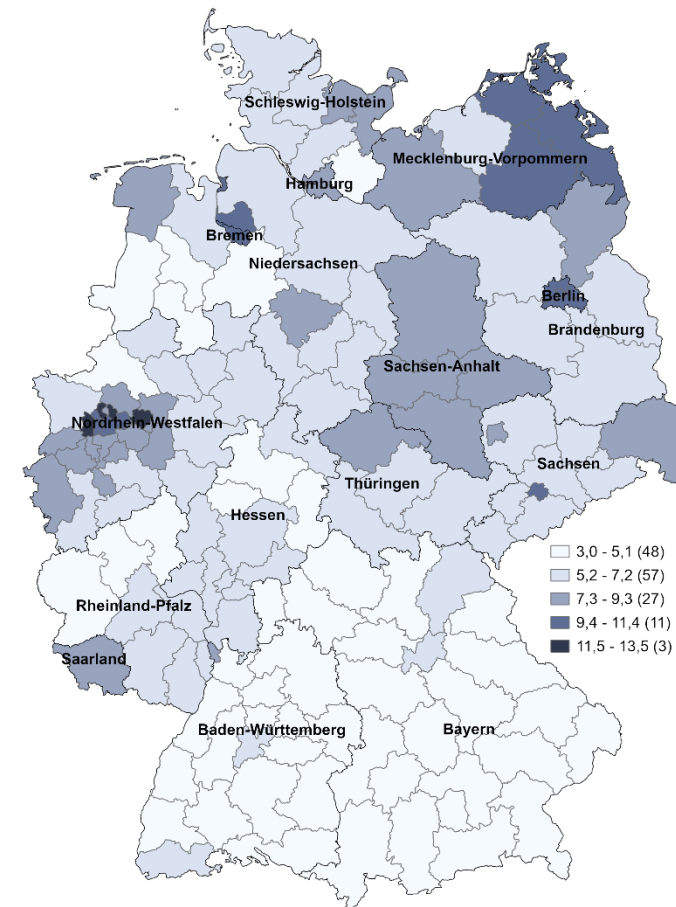 Schleswig-Holstein
Mecklenburg-Vorpommern
Hamburg
Bremen
Niedersachsen
Berlin
Brandenburg
Sachsen-Anhalt
Nordrhein-Westfalen
Sachsen
Thüringen
Hessen
3,0 - 5,1 (48)
5,2 - 7,2 (57)
7,3 - 9,3 (27)
9,4 - 11,4 (11)
11,5 - 13,5 (3)
Rheinland-Pfalz
Saarland
Baden-Württemberg
Bayern